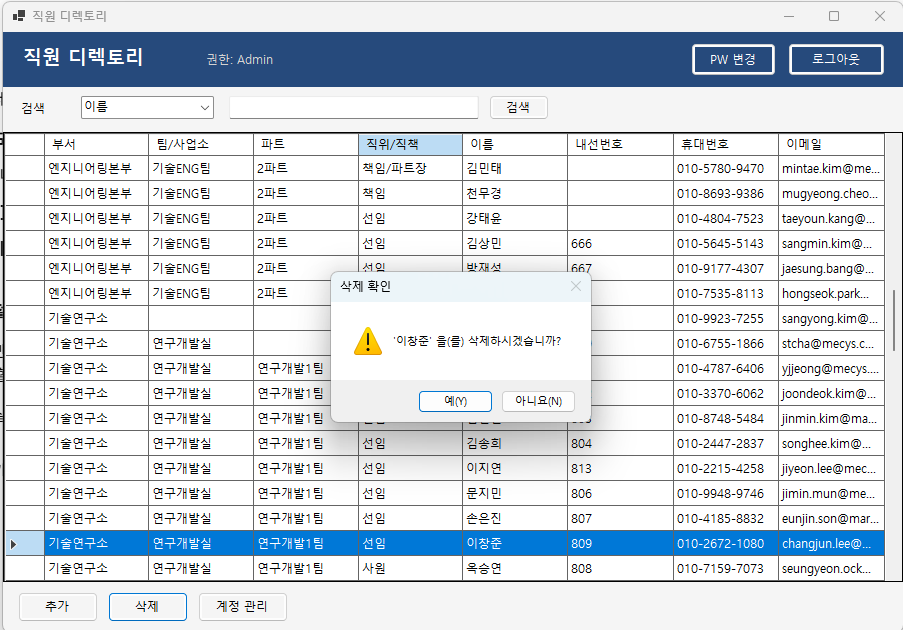 직원 디렉토리
직원 디렉토리 권한: Admin PW 변경 로그아웃
검색 이름 검색
부서 팀/사업소 파트 직위/직책 이름 내선번호 휴대번호 이메일
엔지니어링본부 기술ENG팀 2파트 책임/파트장 김민태 010-5780-9470 mintae.kim@me...
엔지니어링본부 기술ENG팀 2파트 책임 천무경 010-8693-9386 mugyeong.cheo...
엔지니어링본부 기술ENG팀 2파트 선임 강태윤 010-4804-7523 taeyoun.kang@...
엔지니어링본부 기술ENG팀 2파트 선임 김상민 666 010-5645-5143 sangmin.kim@...
엔지니어링본부 기술ENG팀 2파트 선임 방재성 667 010-9177-4307 jaesung.bang@...
엔지니어링본부 기술ENG팀 2파트 010-7535-8113 hongseok.park...
기술연구소 010-9923-7255 sangyong.kim@...
기술연구소 연구개발실 010-6755-1866 stcha@mecys.c...
기술연구소 연구개발실 연구개발1팀 010-4787-6406 yjjeong@mecys....
기술연구소 연구개발실 연구개발1팀 010-3370-6062 joondeok.kim@...
기술연구소 연구개발실 연구개발1팀 010-8748-5484 jinmin.kim@ma...
기술연구소 연구개발실 연구개발1팀 선임 김송희 804 010-2447-2837 songhee.kim@...
기술연구소 연구개발실 연구개발1팀 선임 이지연 813 010-2215-4258 jiyeon.lee@mec...
기술연구소 연구개발실 연구개발1팀 선임 문지민 806 010-9948-9746 jimin.mun@me...
기술연구소 연구개발실 연구개발1팀 선임 손은진 807 010-4185-8832 eunjin.son@mar...
기술연구소 연구개발실 연구개발1팀 선임 이창준 809 010-2672-1080 changjun.lee@...
기술연구소 연구개발실 연구개발1팀 사원 옥승연 808 010-7159-7073 seungyeon.ock...
삭제 확인
'이창준' 을(를) 삭제하시겠습니까?
예(Y) 아니요(N)
추가 삭제 계정 관리